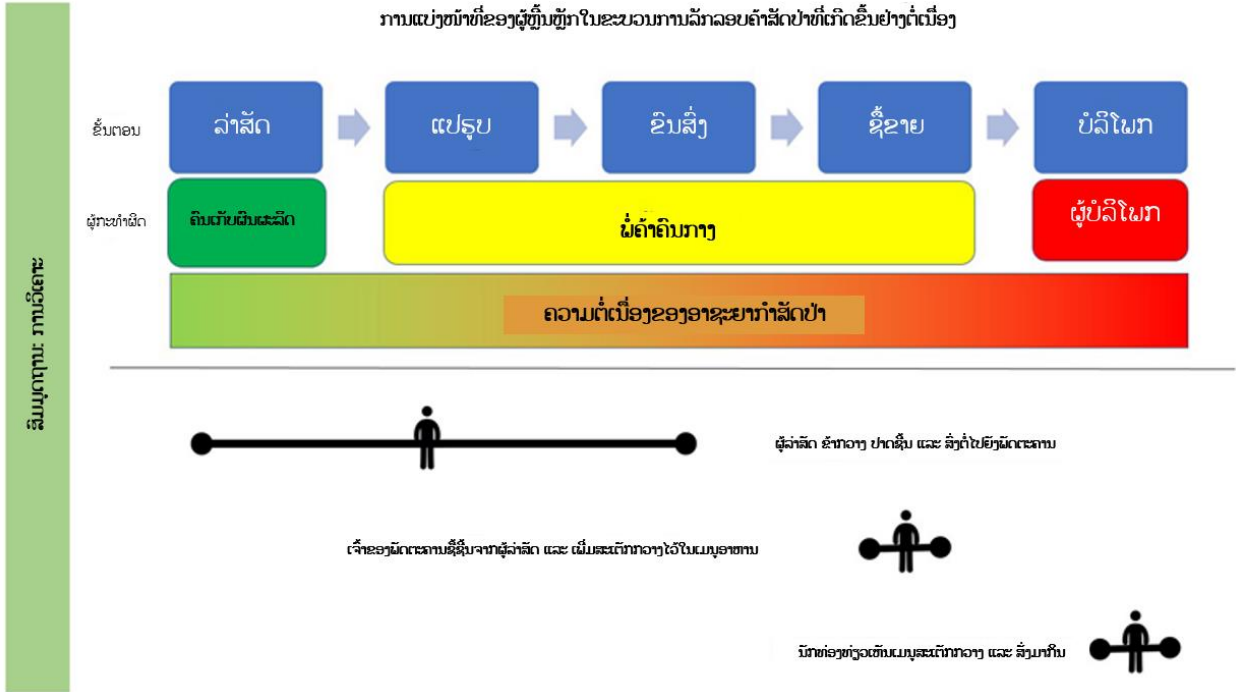 ການແບ່ງໜ້າທີ່ຂອງຜູ້ຫຼິ້ນຫຼັກໃນຂະບວນການລັກລອບຄ້າສັດປ່າທີ່ເກີດຂຶ້ນຢ່າງຕໍ່ເນື່ອງ
ຂັ້ນຕອນ
ລ່າສັດ
ແປຮູບ
ຂົນສົ່ງ
ຊື້ຂາຍ
ບໍລິໂພກ
ຜູ້ກະທຳຜິດ
ຄົນເກັບຜົນຜະລິດ
ພໍ່ຄ້າຄົນກາງ
ຜູ້ບໍລິໂພກ
ຄວາມຕໍ່ເນື່ອງຂອງອາຊະຍາກຳສັດປ່າ
ສົມມຸດຖານ: ການວິເຄາະ
ຜູ້ລ່າສັດ ຂ້າກວາງ ປາດຊີ້ນ ແລະ ສົ່ງຕໍ່ໄປຍັງພັດຕະຄານ
ເຈົ້າຂອງພັດຕະຄານຊື້ຊີ້ນຈາກຜູ້ລ່າສັດ ແລະ ເພີ່ມສະເຕັກກວາງໄວ້ໃນເມນູອາຫານ
ນັກທ່ອງທ່ຽວເຫັນເມນູສະເຕັກກວາງ ແລະ ສັ່ງມາກິນ